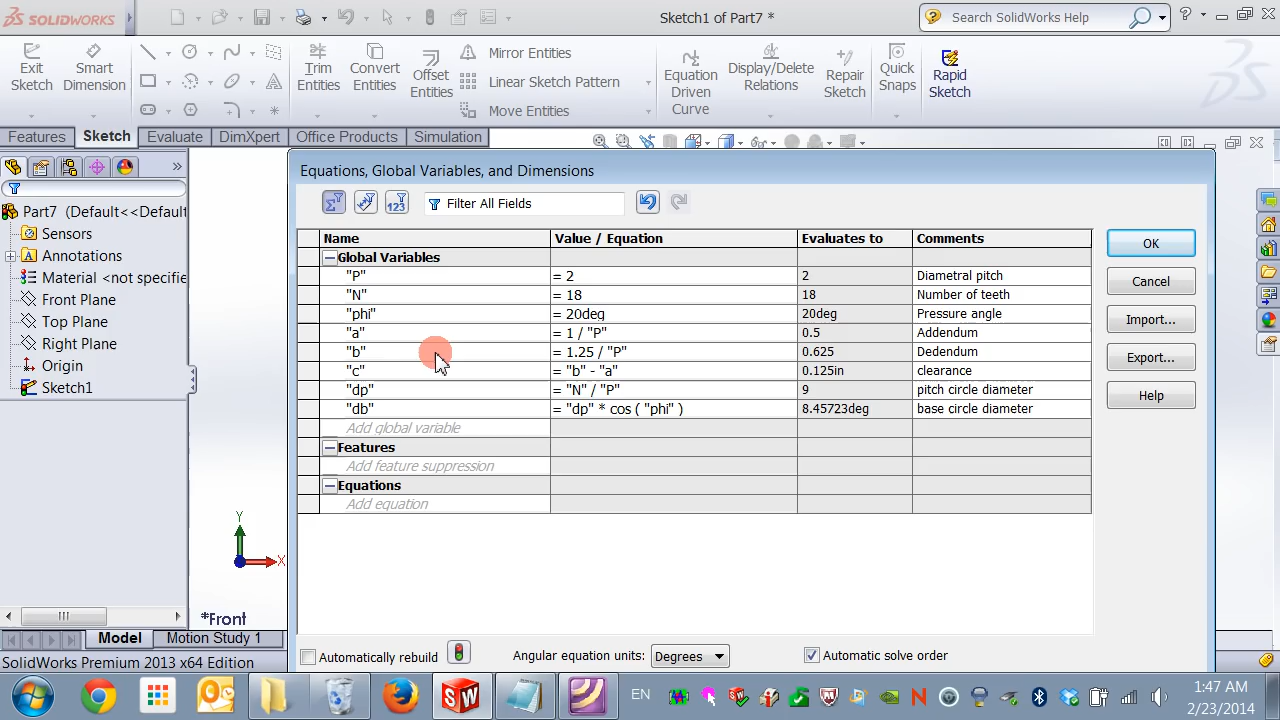 SOLIDWORKS
Sketch1 of Part7 *
Search SolidWorks Help
Exit Sketch
Smart Dimension
Trim Entities
Convert Entities
Offset Entities
Mirror Entities
Linear Sketch Pattern
Move Entities
Equation Driven Curve
Display/Delete Relations
Repair Sketch
Quick Snaps
Rapid Sketch
Features Sketch Evaluate DimXpert Office Products Simulation
Part7 (Default<<Default
Sensors
Annotations
Material <not specifie
Front Plane
Top Plane
Right Plane
Origin
Sketch1
Equations, Global Variables, and Dimensions
Filter All Fields
Name Value / Equation Evaluates to Comments
Global Variables
"P" = 2 2 Diametral pitch
"N" = 18 18 Number of teeth
"phi" = 20deg 20deg Pressure angle
"a" = 1 / "P" 0.5 Addendum
"b" = 1.25 / "P" 0.625 Dedendum
"c" = "b" - "a" 0.125in clearance
"dp" = "N" / "P" 9 pitch circle diameter
"db" = "dp" * cos ( "phi" ) 8.45723deg base circle diameter
Add global variable
Features
Add feature suppression
Equations
Add equation
OK
Cancel
Import...
Export...
Help
Automatically rebuild
Angular equation units: Degrees
Automatic solve order
Y
X
*Front
Model Motion Study 1
SolidWorks Premium 2013 x64 Edition
EN
1:47 AM
2/23/2014